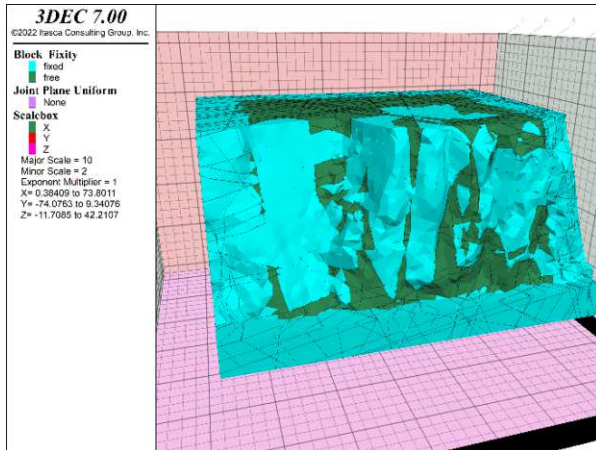 3DEC 7.00
©2022 Itasca Consulting Group, Inc.
Block Fixity
fixed
free
Joint Plane Uniform
None
Scalebox
X
Y
Z
Major Scale = 10
Minor Scale = 2
Exponent Multiplier = 1
X= 0.38409 to 73.8011
Y= -74.0763 to 9.34076
Z= -11.7085 to 42.2107